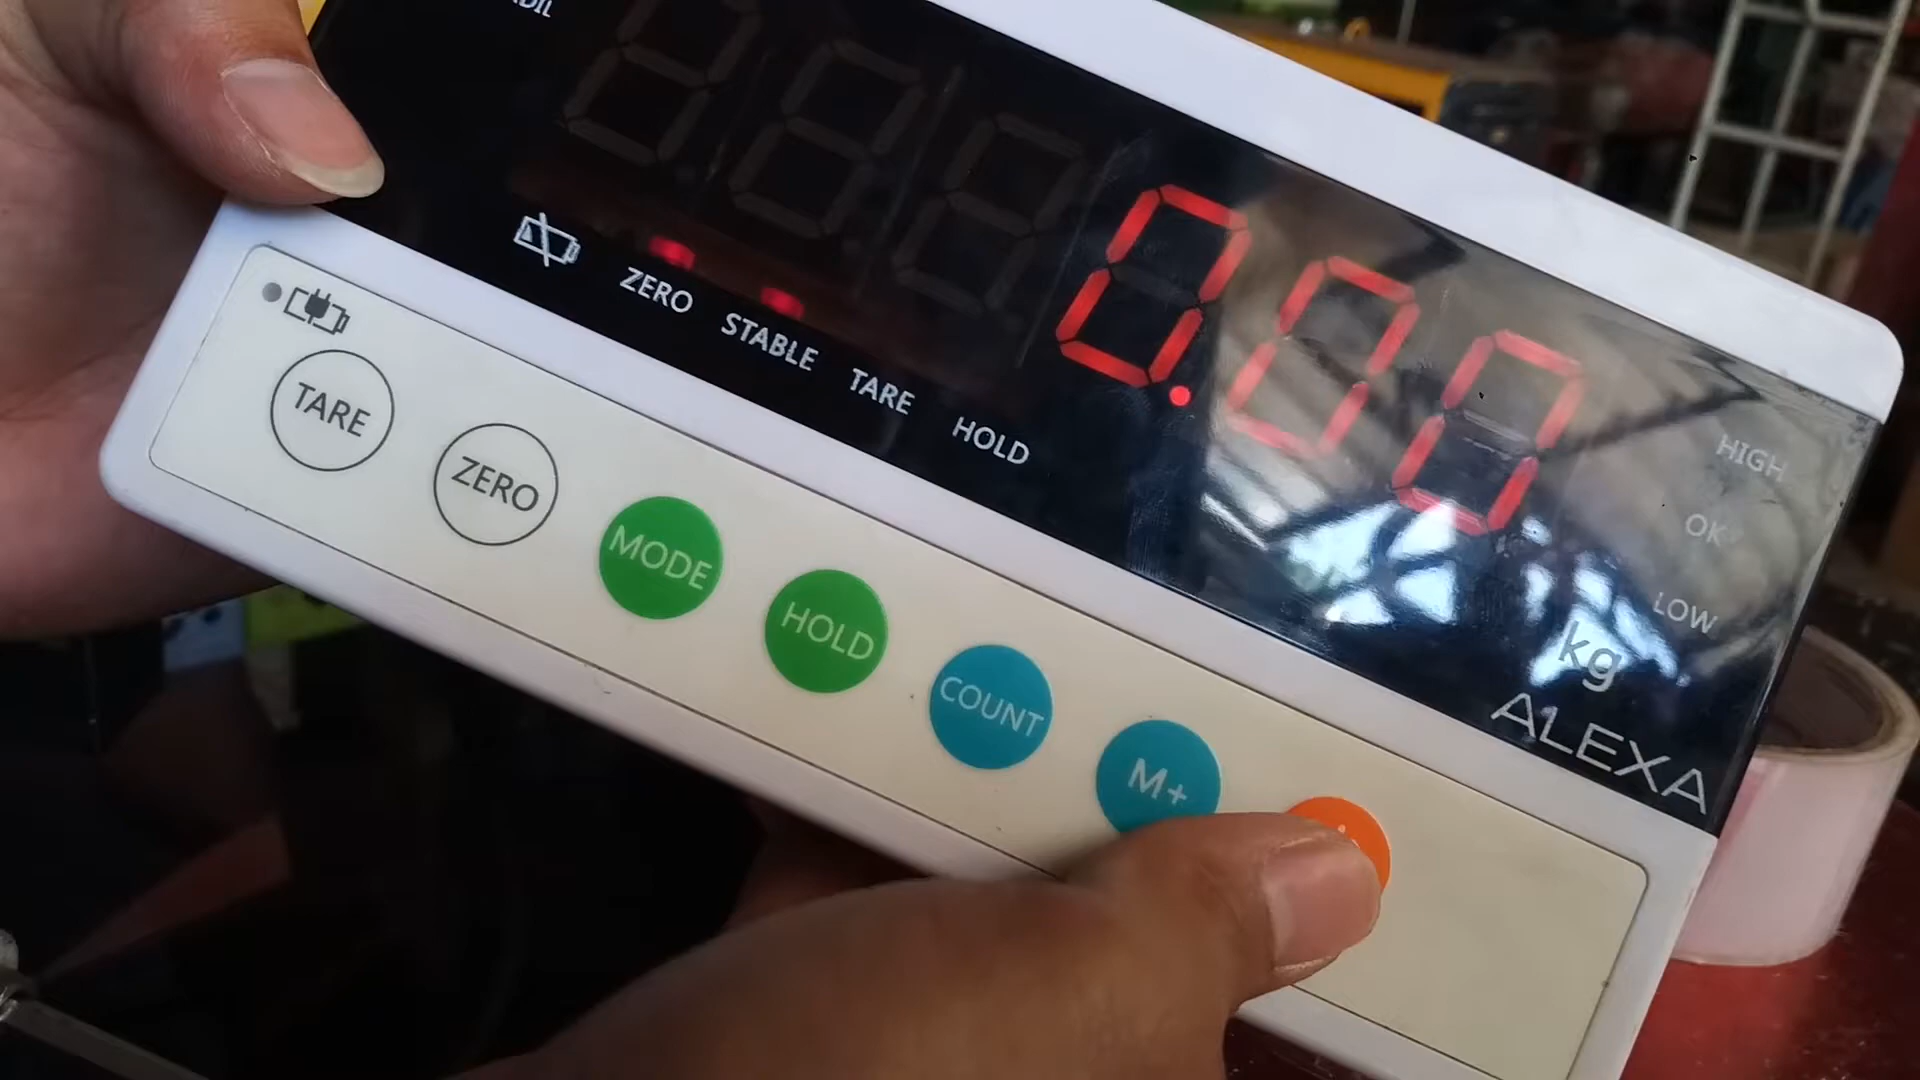 0.00
ZERO
STABLE
TARE
HOLD
HIGH
OK
LOW
kg
ALEXA
TARE
ZERO
MODE
HOLD
COUNT
M+